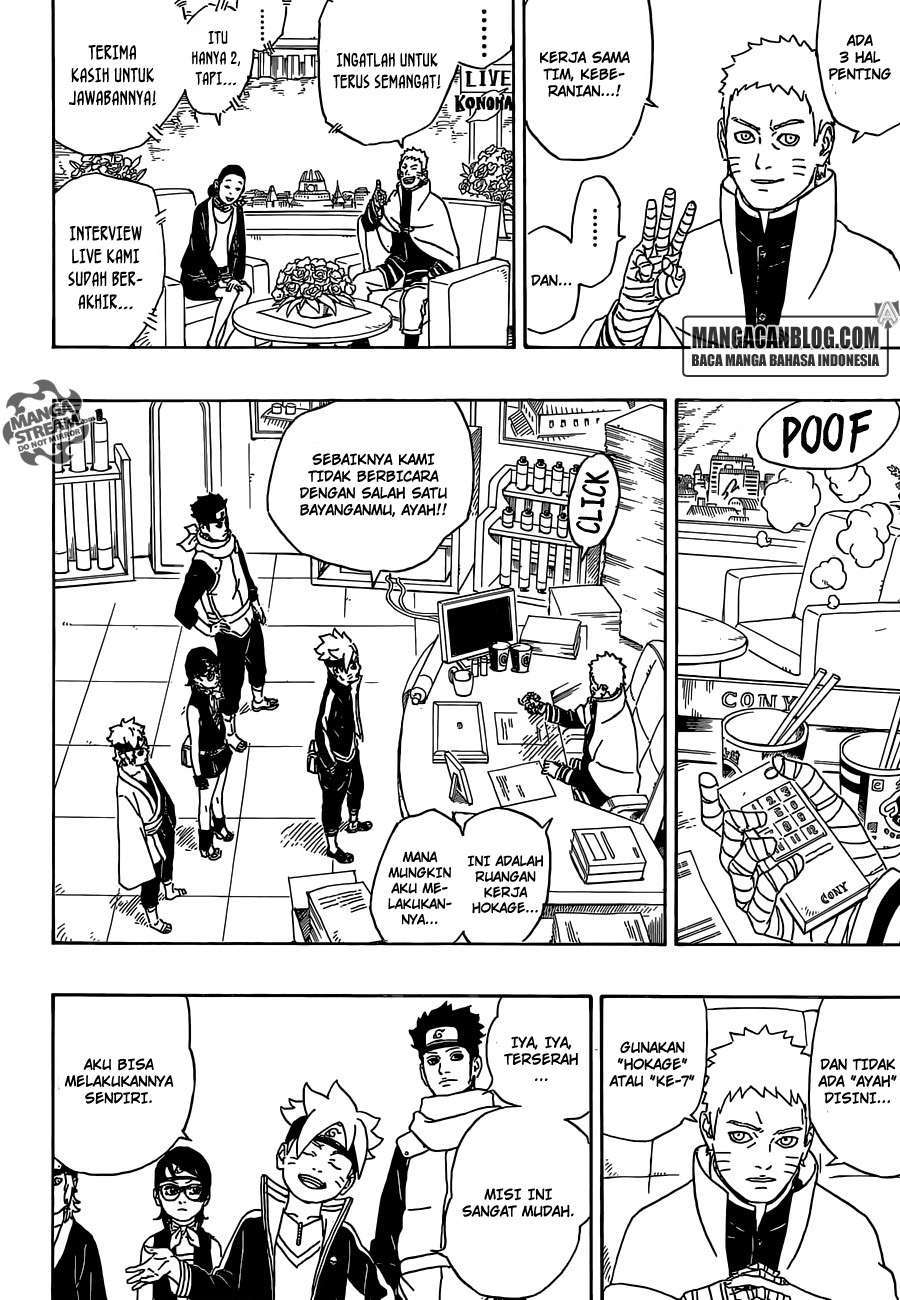 ADA
3 HAL
PENTING
KERJA SAMA
TIM, KEBE-
RANIAN...!
......
DAN...
LIVE
KONOHA
INGATLAH UNTUK
TERUS SEMANGAT!
ITU
HANYA 2,
TAPI...
TERIMA
KASIH UNTUK
JAWABANNYA!
INTERVIEW
LIVE KAMI
SUDAH BER-
AKHIR...
MANGACANBLOG.COM
BACA MANGA BAHASA INDONESIA
MANGA
STREAM
DO NOT MIRROR
POOF
CONY
CONY
CLICK
SEBAIKNYA KAMI
TIDAK BERBICARA
DENGAN SALAH SATU
BAYANGANMU, AYAH!!
INI ADALAH
RUANGAN
KERJA
HOKAGE...
MANA
MUNGKIN
AKU ME-
LAKUKAN-
NYA...
DAN TIDAK
ADA "AYAH"
DISINI...
GUNAKAN
"HOKAGE"
ATAU "KE-7"
IYA, IYA,
TERSERAH
...
MISI INI
SANGAT MUDAH.
AKU BISA
MELAKUKANNYA
SENDIRI.